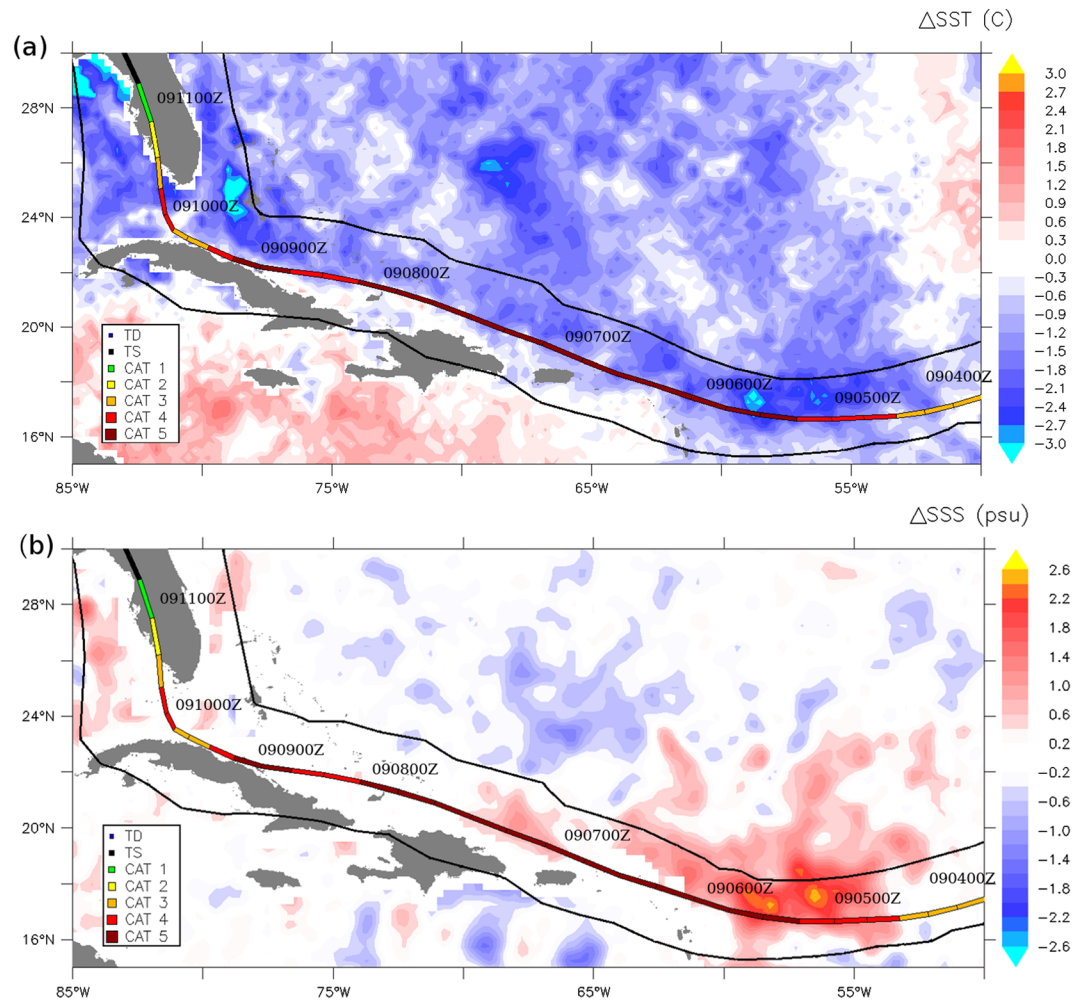 ΔSST (C)
(a)
28°N
24°N
20°N
16°N
091100Z
091000Z
090900Z
090800Z
090700Z
090600Z
090500Z
090400Z
TD
TS
CAT 1
CAT 2
CAT 3
CAT 4
CAT 5
85°W
75°W
65°W
55°W
3.0
2.7
2.4
2.1
1.8
1.5
1.2
0.9
0.6
0.3
0.0
−0.3
−0.6
−0.9
−1.2
−1.5
−1.8
−2.1
−2.4
−2.7
−3.0
ΔSSS (psu)
(b)
28°N
24°N
20°N
16°N
091100Z
091000Z
090900Z
090800Z
090700Z
090600Z
090500Z
090400Z
TD
TS
CAT 1
CAT 2
CAT 3
CAT 4
CAT 5
85°W
75°W
65°W
55°W
2.6
2.2
1.8
1.4
1.0
0.6
0.2
−0.2
−0.6
−1.0
−1.4
−1.8
−2.2
−2.6